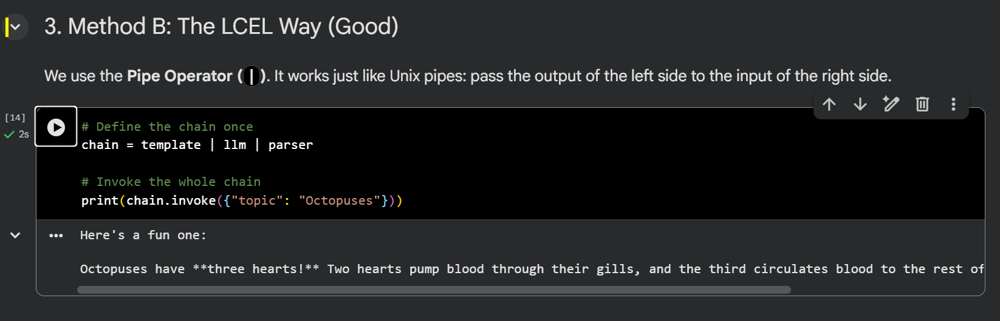 3. Method B: The LCEL Way (Good)
We use the Pipe Operator (|). It works just like Unix pipes: pass the output of the left side to the input of the right side.
[14]
2s
# Define the chain once
chain = template | llm | parser
# Invoke the whole chain
print(chain.invoke({"topic": "Octopuses"}))
Here's a fun one:
Octopuses have **three hearts!** Two hearts pump blood through their gills, and the third circulates blood to the rest of